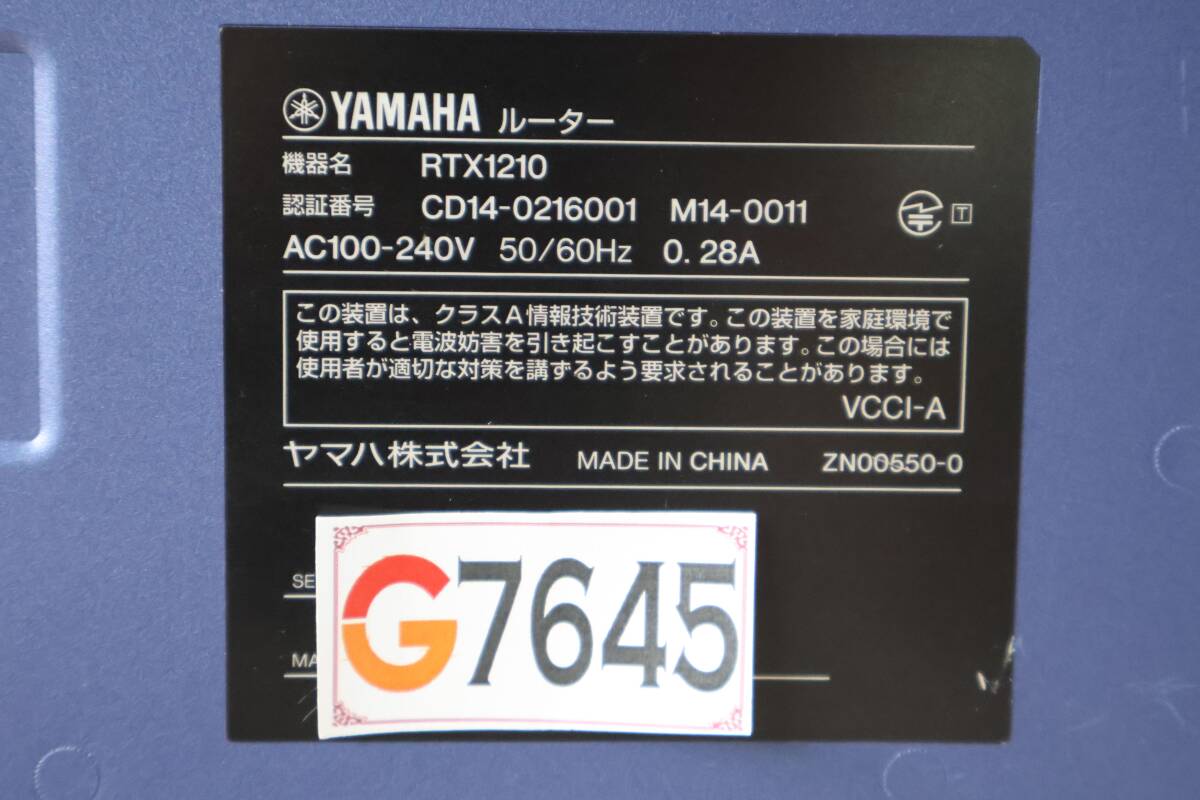 YAMAHA ルーター
機器名 RTX1210
認証番号 CD14-0216001 M14-0011
T
AC100-240V 50/60Hz 0.28A
この装置は、クラスA情報技術装置です。この装置を家庭環境で
使用すると電波妨害を引き起こすことがあります。この場合には
使用者が適切な対策を講ずるよう要求されることがあります。
VCCI-A
ヤマハ株式会社 MADE IN CHINA ZN00550-0
SE
MA
G7645